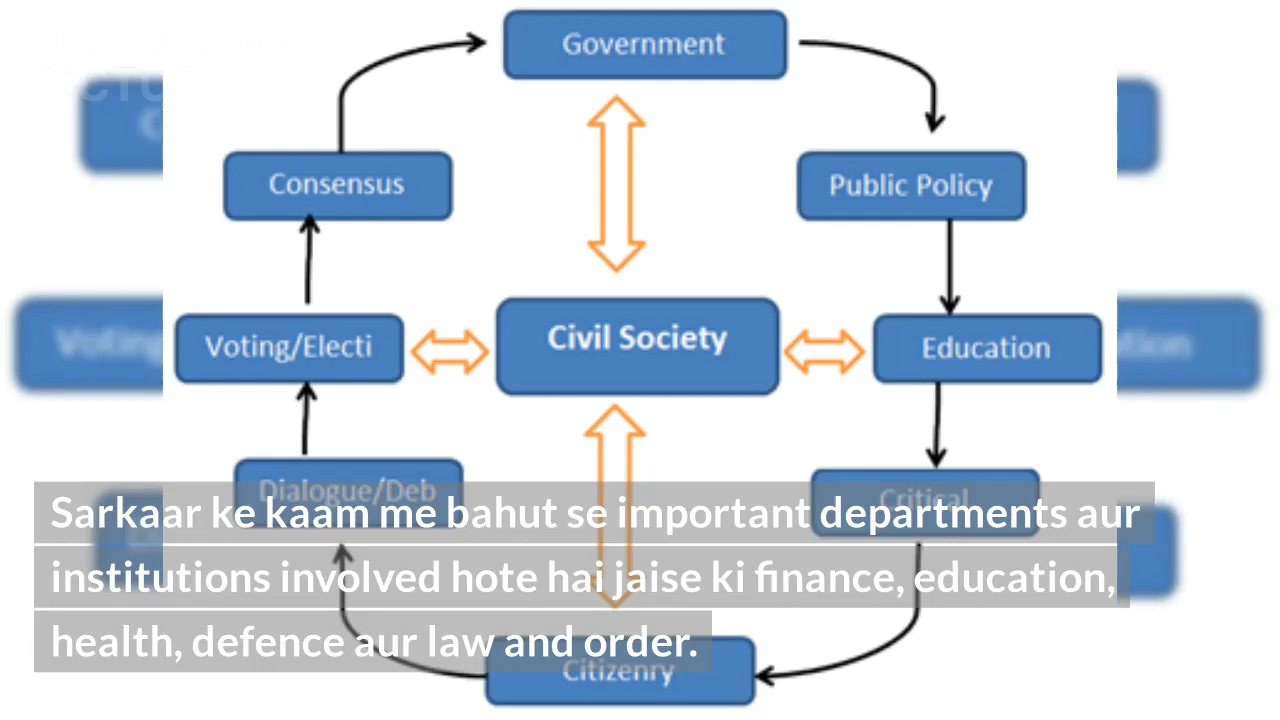 Government
Consensus
Public Policy
Civil Society
Voting/Electi
Education
Dialogue/Deb
Critical
Sarkaar ke kaam me bahut se important departments aur
institutions involved hote hai jaise ki finance, education,
health, defence aur law and order.
Citizenry